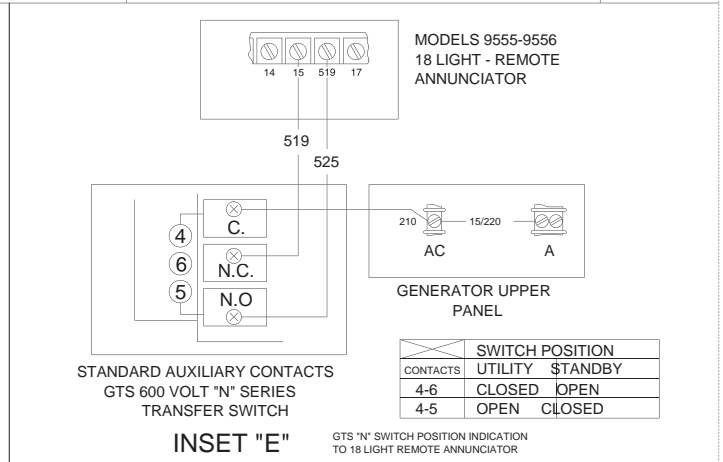 MODELS 9555-9556
18 LIGHT - REMOTE
ANNUNCIATOR
14 15 519 17
519
525
C.
N.C.
N.O
4
6
5
210
15/220
AC A
GENERATOR UPPER
PANEL
STANDARD AUXILIARY CONTACTS
GTS 600 VOLT "N" SERIES
TRANSFER SWITCH
SWITCH POSITION
CONTACTS UTILITY STANDBY
4-6 CLOSED OPEN
4-5 OPEN CLOSED
INSET "E"
GTS "N" SWITCH POSITION INDICATION
TO 18 LIGHT REMOTE ANNUNCIATOR